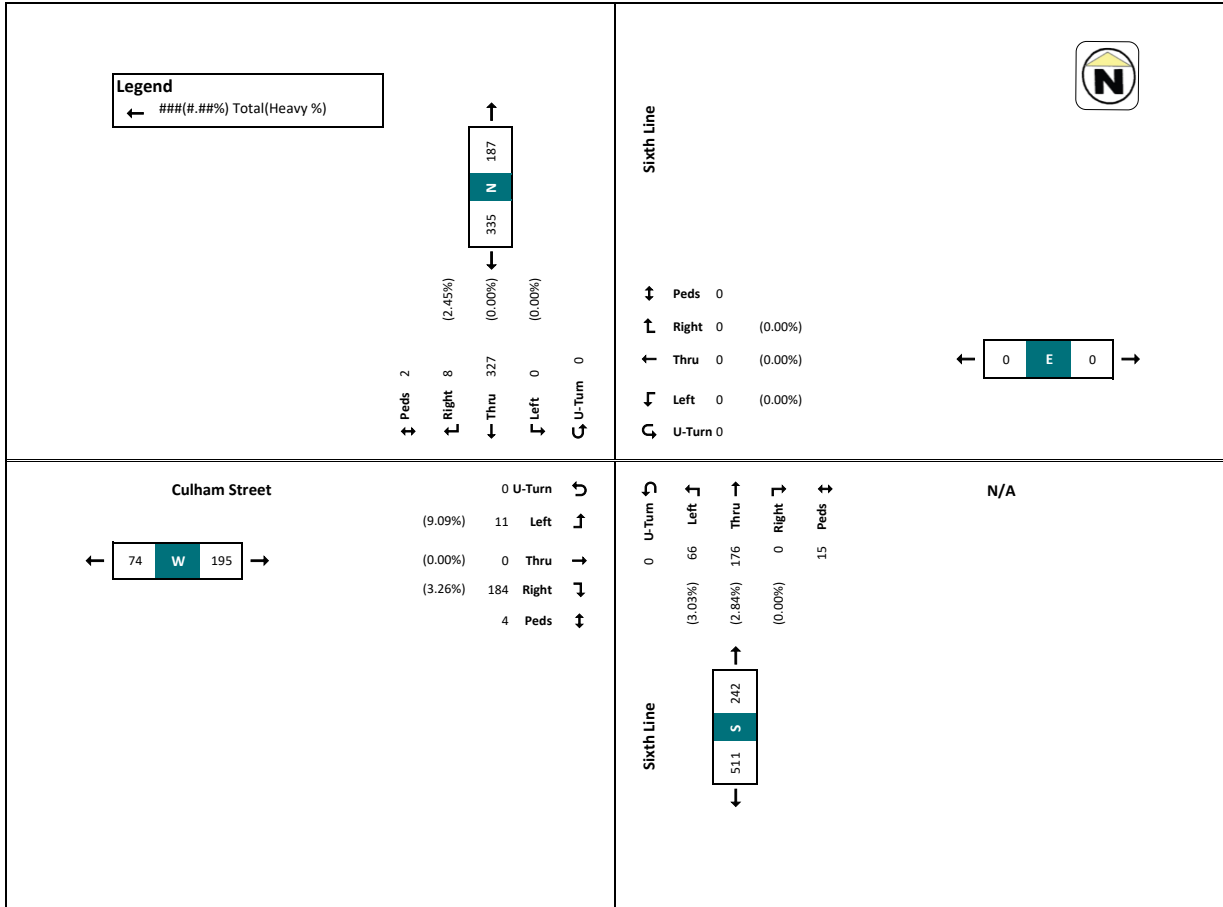 Legend
###(#.##%) Total(Heavy %)
187
N
335
(2.45%) (0.00%) (0.00%)
Peds 2
Right 8
Thru 327
Left 0
U-Turn 0
Sixth Line
N
Peds 0
Right 0 (0.00%)
Thru 0 (0.00%)
Left 0 (0.00%)
U-Turn 0
0 E 0
Culham Street
0 U-Turn
(9.09%) 11 Left
(0.00%) 0 Thru
(3.26%) 184 Right
4 Peds
74 W 195
0 U-Turn
(3.03%) 66 Left
(2.84%) 176 Thru
(0.00%) 0 Right
15 Peds
N/A
Sixth Line
242
S
511